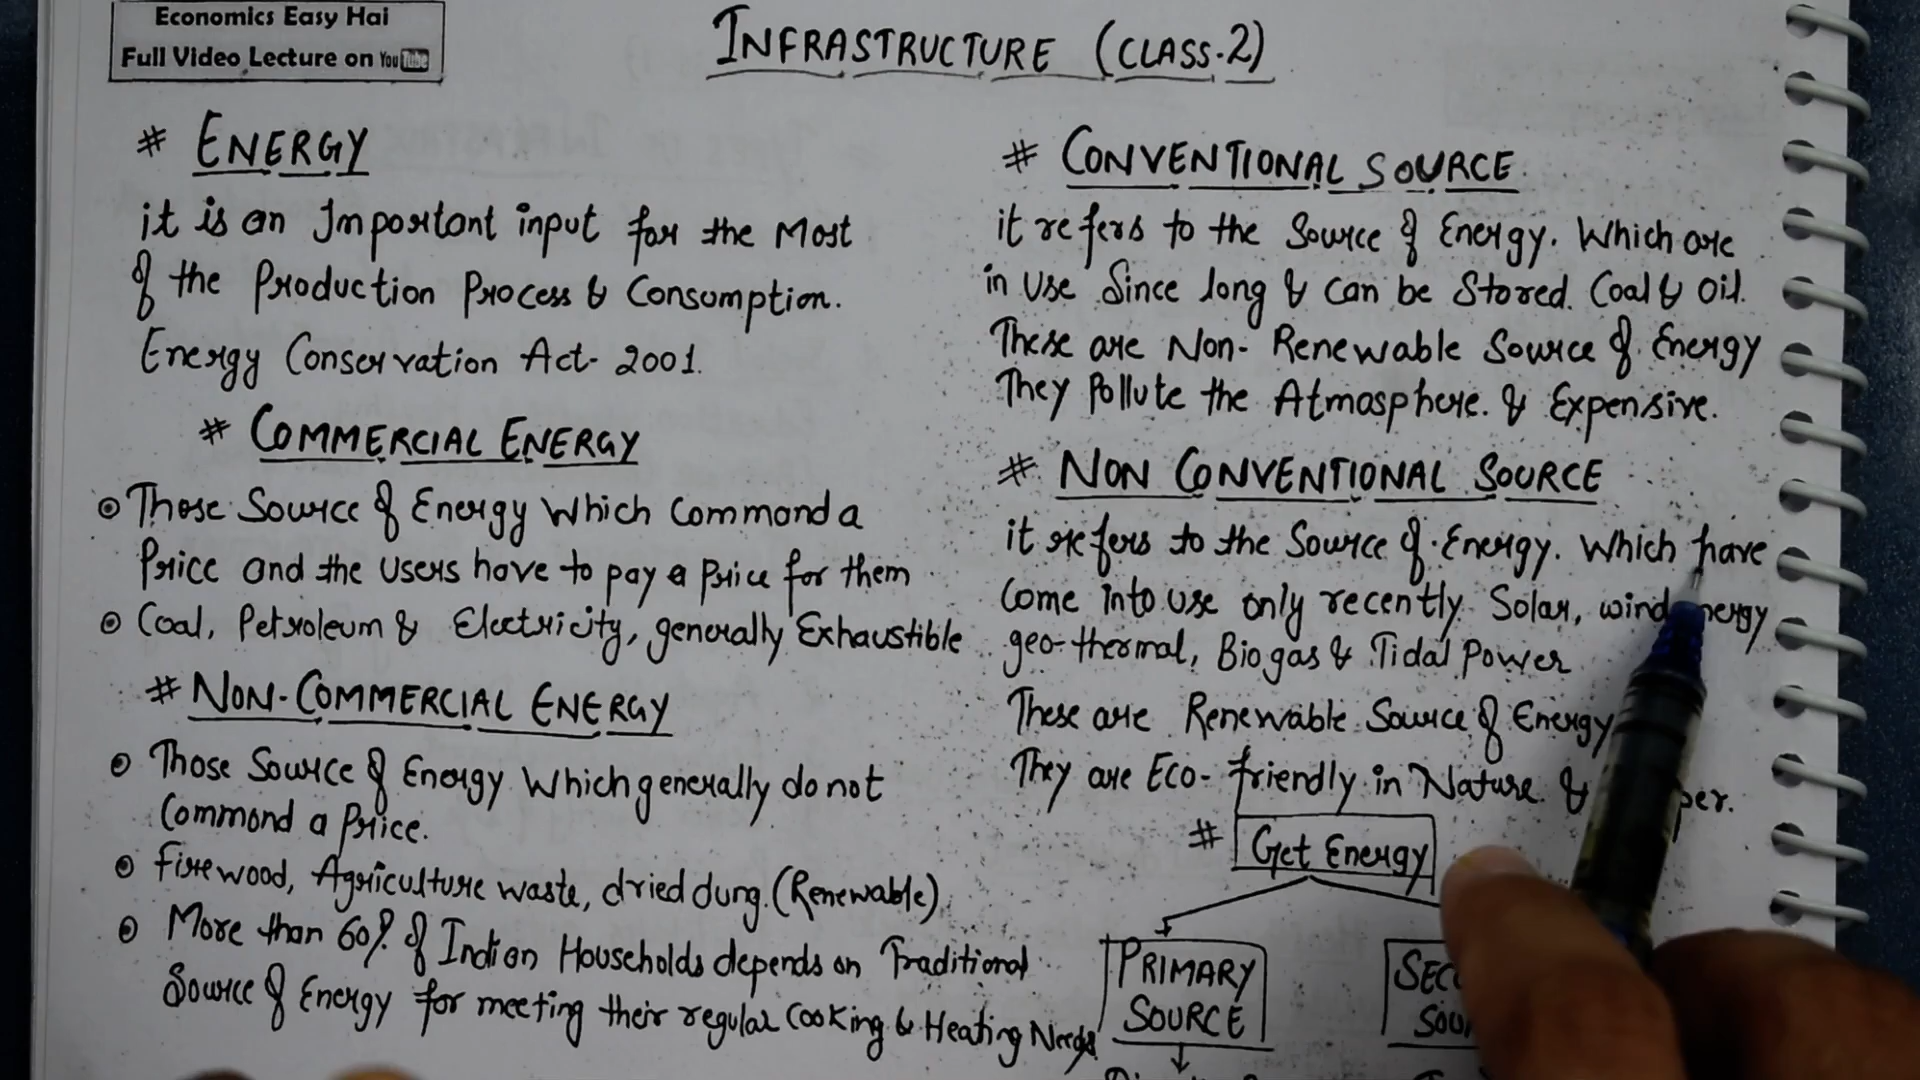 Economics Easy Hai
Full Video Lecture on YouTube
INFRASTRUCTURE (CLASS-2)
# ENERGY
it is an Important input for the Most
of the Production Process & Consumption.
Energy Conservation Act- 2001.
# COMMERCIAL ENERGY
Those Source of Energy Which Command a
Price and the users have to pay a Price for them
Coal, Petroleum & Electricity, generally Exhaustible
# NON-COMMERCIAL ENERGY
Those Source of Energy Which generally do not
Command a Price.
Firewood, Agriculture waste, dried dung. (Renewable)
More than 60% of Indian Households depends on Traditional
Source of Energy for meeting their regular Cooking & Heating Needs
# CONVENTIONAL SOURCE
it refers to the Source of Energy. Which are
in Use Since long & Can be Stored. Coal & Oil.
These are Non-Renewable Source of Energy
They Pollute the Atmosphere. & Expensive.
# NON CONVENTIONAL SOURCE
it refers to the Source of Energy. Which have
Come into use only recently. Solar, wind
geo-thermal, Bio gas & Tidal Power
These are Renewable Source of Energy
They are Eco-friendly in Nature &
# Get Energy
PRIMARY
SOURCE